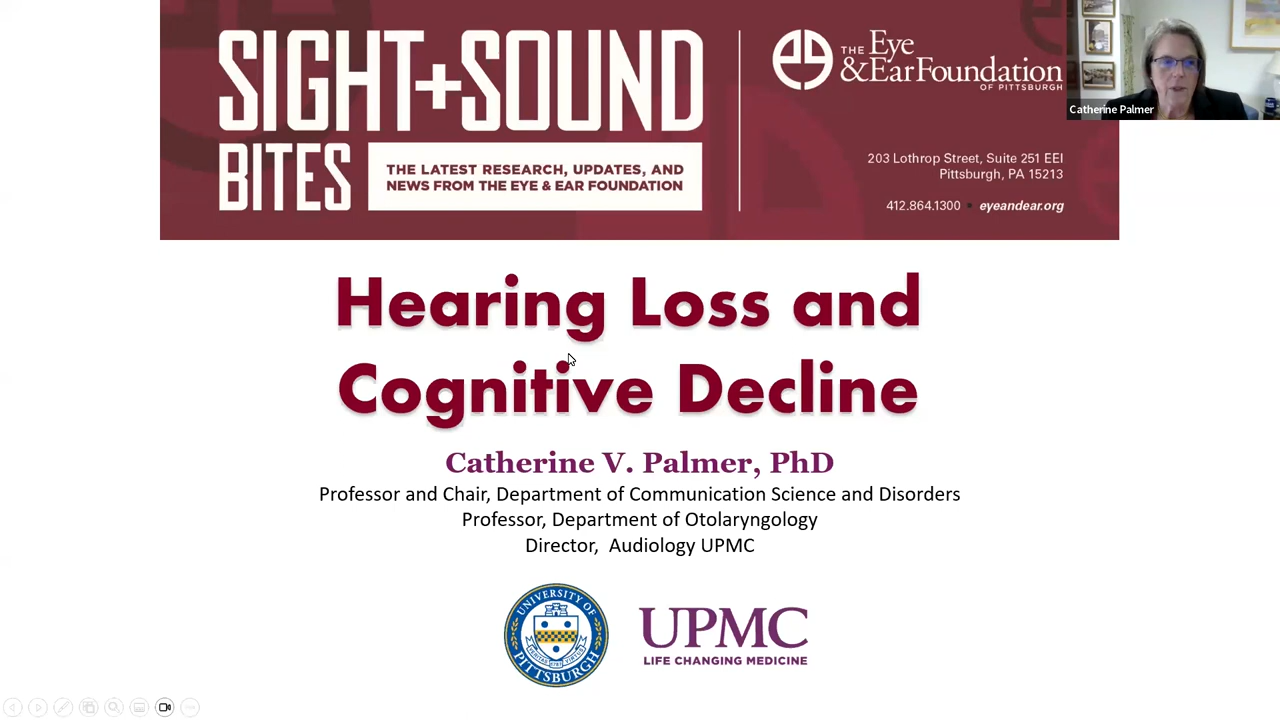 SIGHT+SOUND
BITES
THE LATEST RESEARCH, UPDATES, AND
NEWS FROM THE EYE & EAR FOUNDATION
THE Eye
& Ear Foundation
OF PITTSBURGH
203 Lothrop Street, Suite 251 EEI
Pittsburgh, PA 15213
412.864.1300 • eyeandear.org
Catherine Palmer
Hearing Loss and
Cognitive Decline
Catherine V. Palmer, PhD
Professor and Chair, Department of Communication Science and Disorders
Professor, Department of Otolaryngology
Director, Audiology UPMC
UNIVERSITY OF
PITTSBURGH
UPMC
LIFE CHANGING MEDICINE